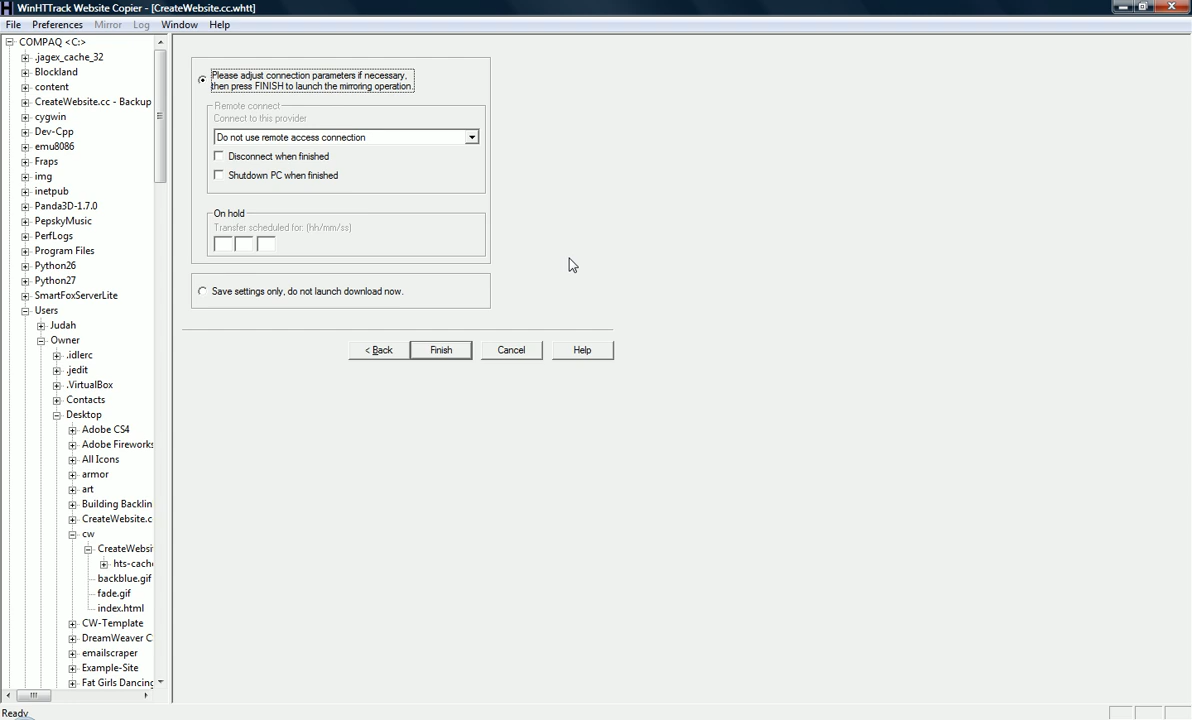 WinHTTrack Website Copier - [CreateWebsite.cc.whtt]
File Preferences Mirror Log Window Help
COMPAQ <C:>
.jagex_cache_32
Blockland
content
CreateWebsite.cc - Backup
cygwin
Dev-Cpp
emu8086
Fraps
img
inetpub
Panda3D-1.7.0
PepskyMusic
PerfLogs
Program Files
Python26
Python27
SmartFoxServerLite
Users
Judah
Owner
.idlerc
.jedit
.VirtualBox
Contacts
Desktop
Adobe CS4
Adobe Fireworks
All Icons
armor
art
Building Backlin
CreateWebsite.c
cw
CreateWebsi
hts-cache
backblue.gif
fade.gif
index.html
CW-Template
DreamWeaver C
emailscraper
Example-Site
Fat Girls Dancing
Please adjust connection parameters if necessary,
then press FINISH to launch the mirroring operation.
Remote connect
Connect to this provider
Do not use remote access connection
Disconnect when finished
Shutdown PC when finished
On hold
Transfer scheduled for: (hh/mm/ss)
Save settings only, do not launch download now.
< Back Finish Cancel Help
Ready